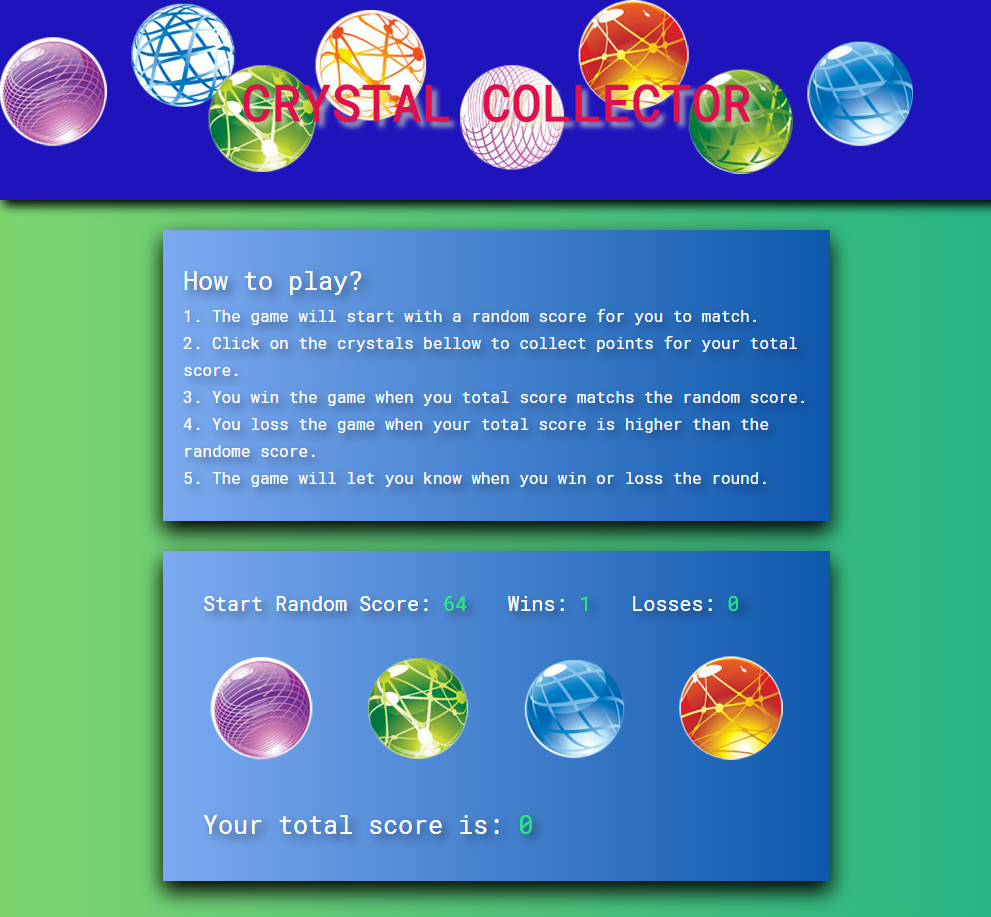 CRYSTAL COLLECTOR
How to play?
1. The game will start with a random score for you to match.
2. Click on the crystals bellow to collect points for your total
score.
3. You win the game when you total score matchs the random score.
4. You loss the game when your total score is higher than the
randome score.
5. The game will let you know when you win or loss the round.
Start Random Score: 64 Wins: 1 Losses: 0
Your total score is: 0